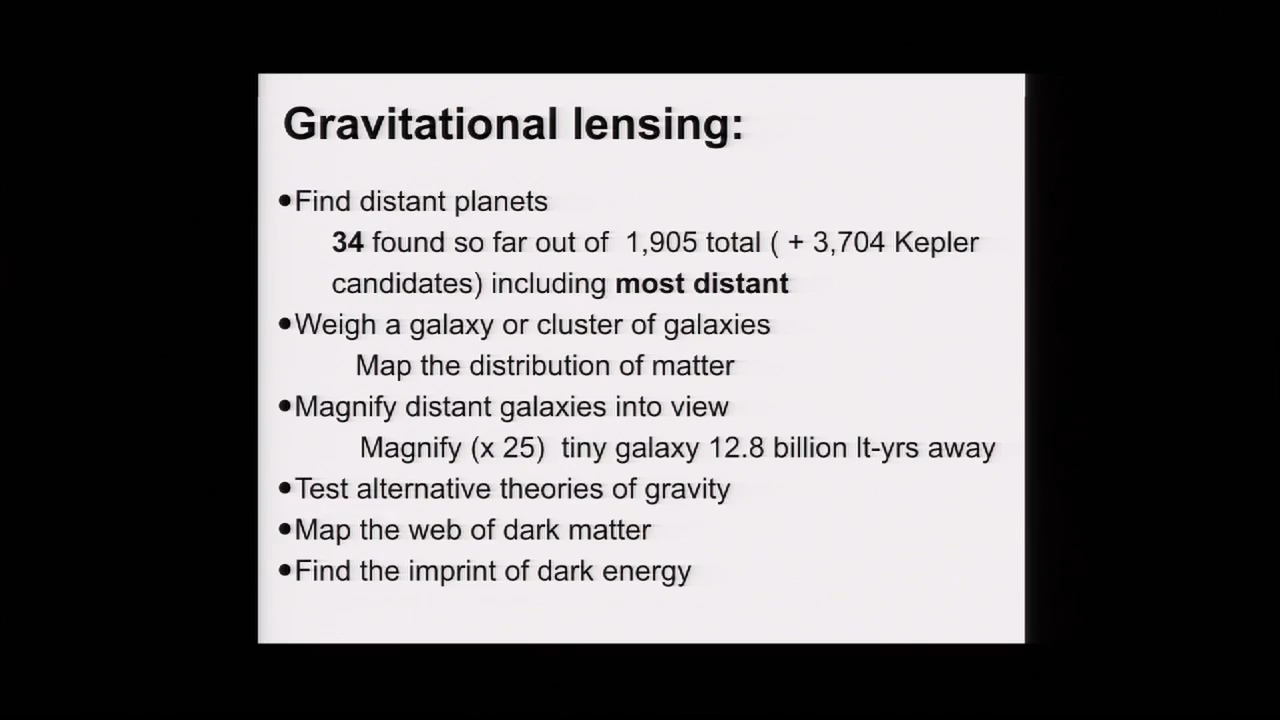 Gravitational lensing:
•Find distant planets
34 found so far out of  1,905 total ( + 3,704 Kepler
candidates) including most distant
•Weigh a galaxy or cluster of galaxies
Map the distribution of matter
•Magnify distant galaxies into view
Magnify (x 25)  tiny galaxy 12.8 billion lt-yrs away
•Test alternative theories of gravity
•Map the web of dark matter
•Find the imprint of dark energy